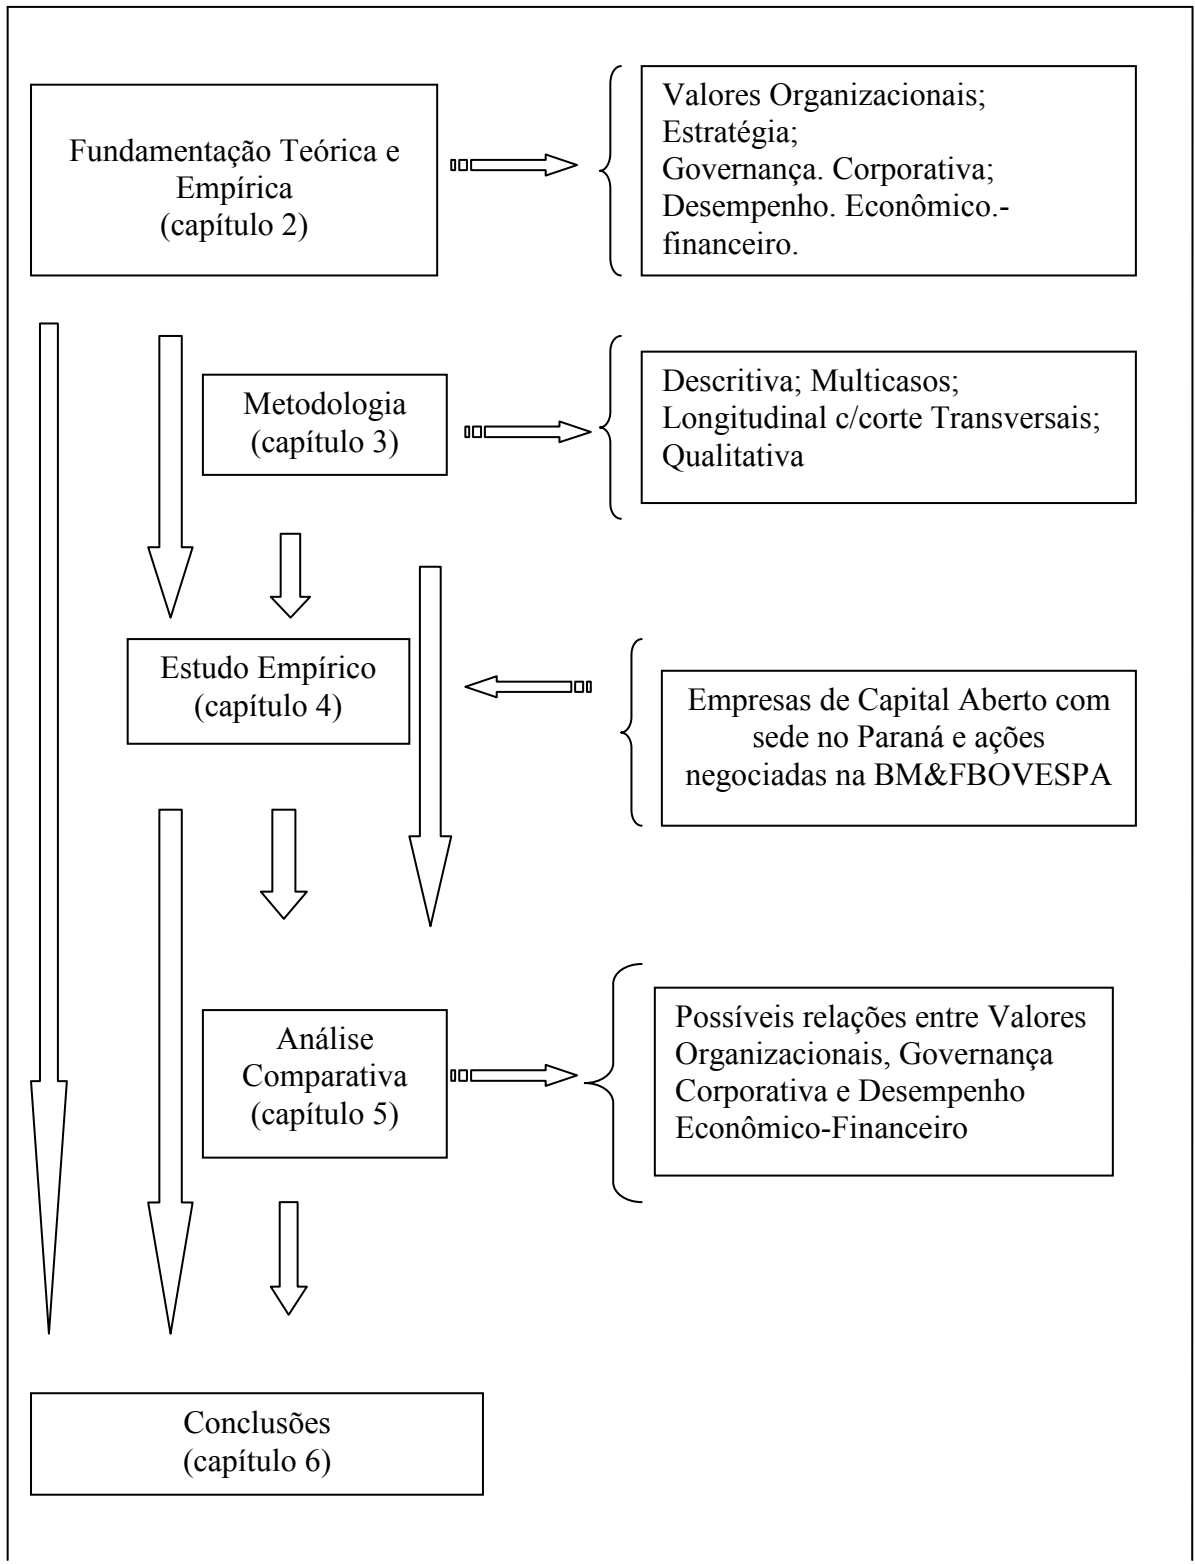 Fundamentação Teórica e
Empírica
(capítulo 2)
Valores Organizacionais;
Estratégia;
Governança. Corporativa;
Desempenho. Econômico.-
financeiro.
Metodologia
(capítulo 3)
Descritiva; Multicasos;
Longitudinal c/corte Transversais;
Qualitativa
Estudo Empírico
(capítulo 4)
Empresas de Capital Aberto com
sede no Paraná e ações
negociadas na BM&FBOVESPA
Análise
Comparativa
(capítulo 5)
Possíveis relações entre Valores
Organizacionais, Governança
Corporativa e Desempenho
Econômico-Financeiro
Conclusões
(capítulo 6)